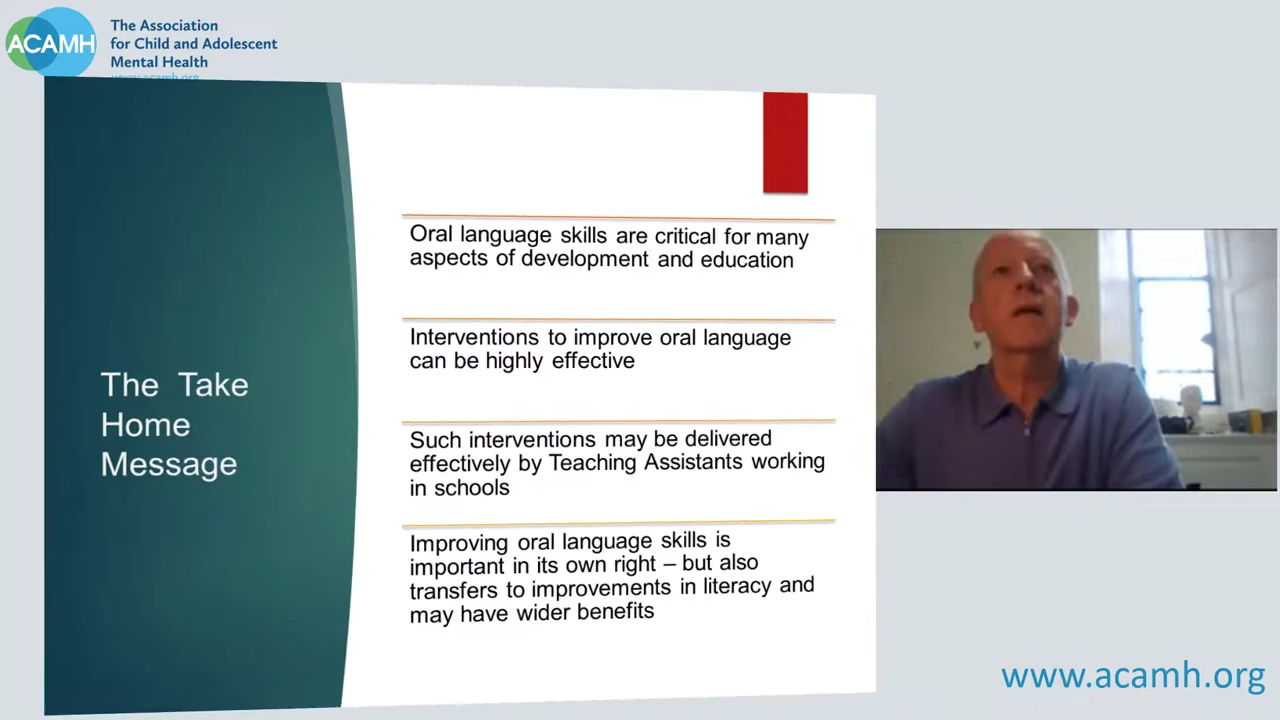 ACAMH
The Association
for Child and Adolescent
Mental Health
www.acamh.org
The Take
Home
Message
Oral language skills are critical for many
aspects of development and education
Interventions to improve oral language
can be highly effective
Such interventions may be delivered
effectively by Teaching Assistants working
in schools
Improving oral language skills is
important in its own right – but also
transfers to improvements in literacy and
may have wider benefits
www.acamh.org